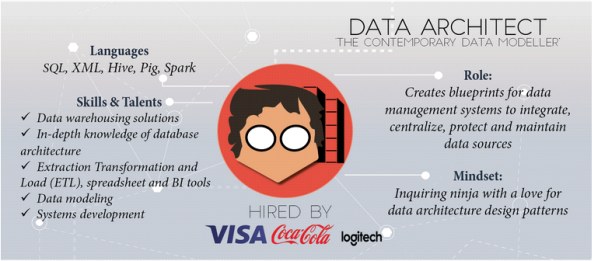 DATA ARCHITECT
'THE CONTEMPORARY DATA MODELLER'
Languages
SQL, XML, Hive, Pig, Spark
Skills & Talents
✓ Data warehousing solutions
✓ In-depth knowledge of database
architecture
✓ Extraction Transformation and
Load (ETL), spreadsheet and BI tools
✓ Data modeling
✓ Systems development
Role:
Creates blueprints for data
management systems to integrate,
centralize, protect and maintain
data sources
Mindset:
Inquiring ninja with a love for
data architecture design patterns
HIRED BY
VISA Coca-Cola logitech